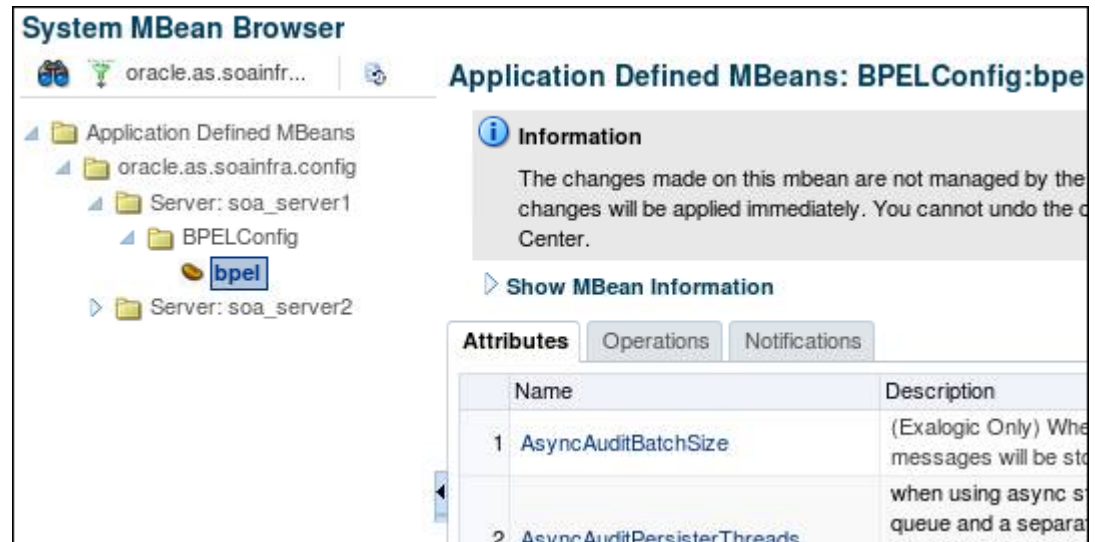 System MBean Browser
oracle.as.soainfr...
Application Defined MBeans
oracle.as.soainfra.config
Server: soa_server1
BPELConfig
bpel
Server: soa_server2
Application Defined MBeans: BPELConfig:bpe
Information
The changes made on this mbean are not managed by the
changes will be applied immediately. You cannot undo the
Center.
Show MBean Information
Attributes Operations Notifications
Name Description
1 AsyncAuditBatchSize (Exalogic Only) Whe
messages will be sto
when using async
queue and a separa
2 AsyncAuditPersisterThreads